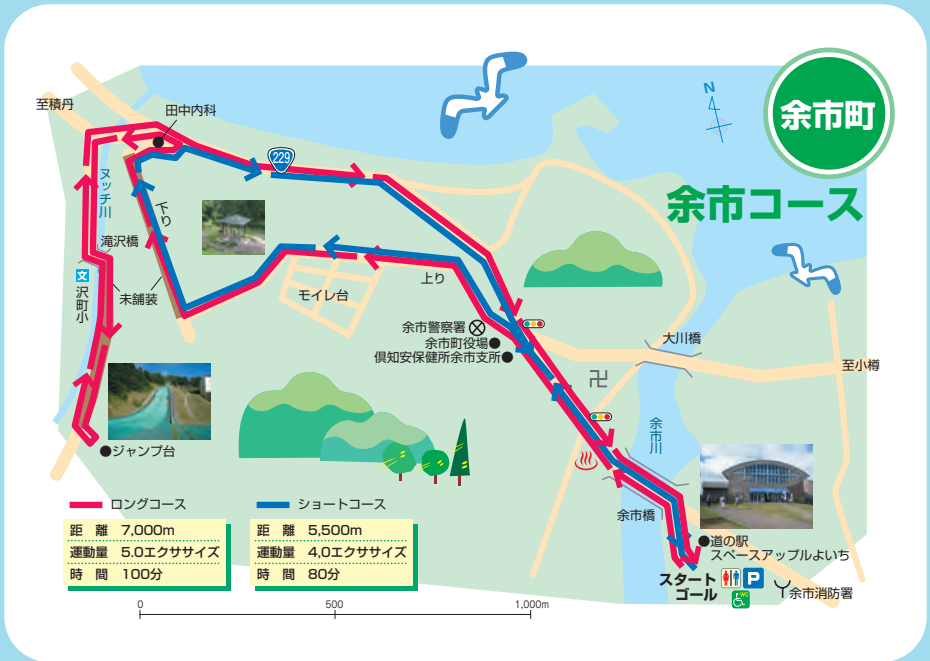 余市町
余市コース
N
至積丹
田中内科
229
ヌッチ川
下り
滝沢橋
文
沢町小
未舗装
モイレ台
上り
余市警察署
余市町役場
倶知安保健所余市支所
大川橋
至小樽
卍
余市川
ジャンプ台
余市橋
道の駅
スペースアップルよいち
スタート
ゴール
P
WC
余市消防署
ロングコース
距離 7,000m
運動量 5.0エクササイズ
時間 100分
ショートコース
距離 5,500m
運動量 4,0エクササイズ
時間 80分
0 500 1,000m